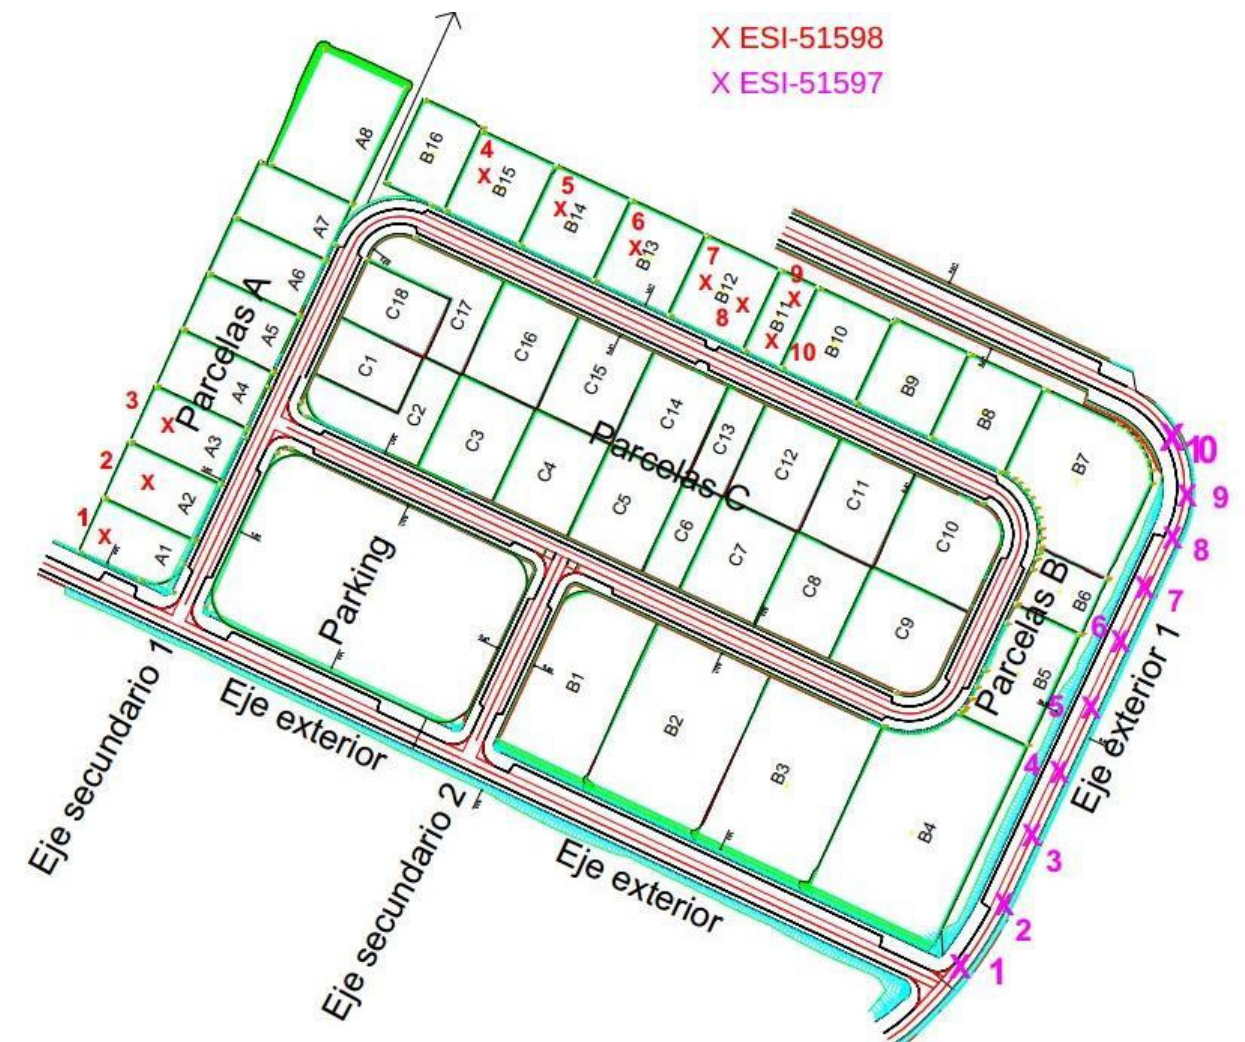 X ESI-51598
X ESI-51597
A8
A7
A6
A5
A4
A3
A2
A1
Parcelas A
3
X
2
X
1
X
B16
4
X
B15
5
X
B14
6
X
B13
7
X
B12
X
8
9
X
B11
X
10
B10
B9
B8
B7
B6
B5
Parcelas B
C18
C17
C16
C15
C14
C13
C12
C11
C10
C1
C2
C3
C4
C5
C6
C7
C8
C9
Parcelas C
Parking
B1
B2
B3
B4
X 10
X 9
X 8
X 7
6 X
5 X
4 X
X 3
X 2
X 1
Eje exterior 1
Eje secundario 1
Eje exterior
Eje secundario 2
Eje exterior